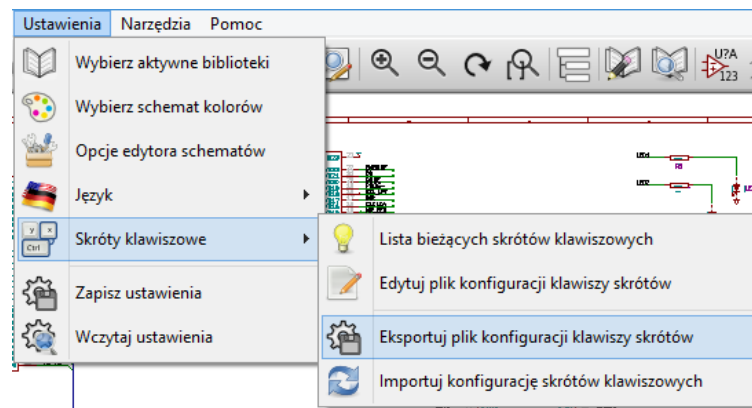 Ustawienia Narzędzia Pomoc
Wybierz aktywne biblioteki
Wybierz schemat kolorów
Opcje edytora schematów
Język
Skróty klawiszowe
Zapisz ustawienia
Wczytaj ustawienia
Lista bieżących skrótów klawiszowych
Edytuj plik konfiguracji klawiszy skrótów
Eksportuj plik konfiguracji klawiszy skrótów
Importuj konfigurację skrótów klawiszowych
U?A
123
y x
Ctrl